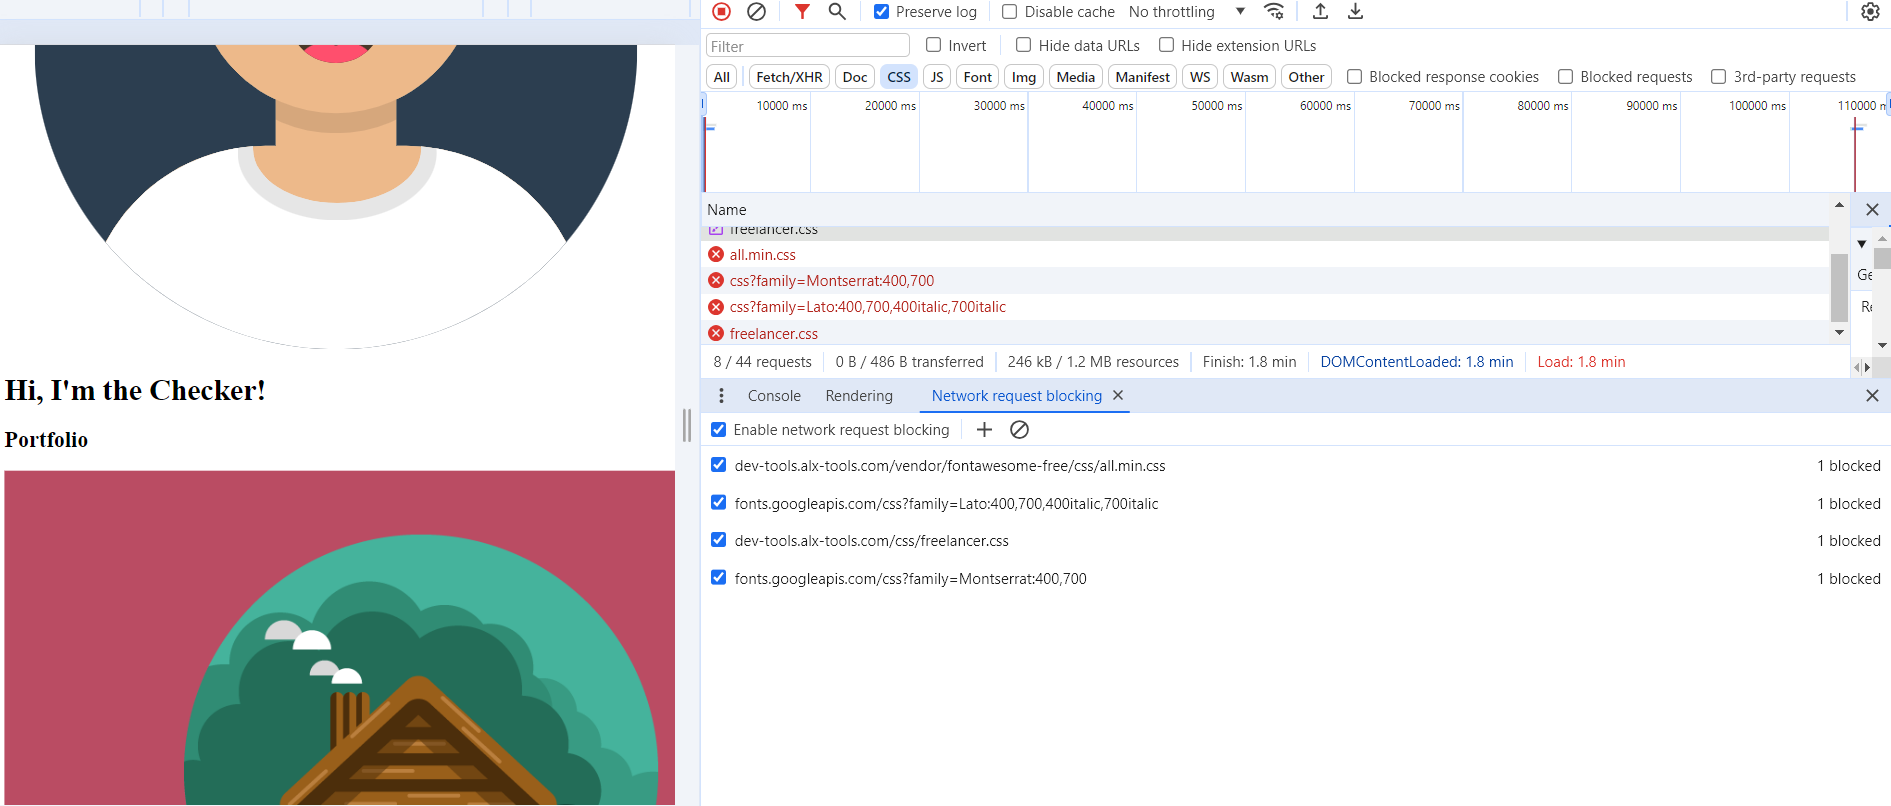 Preserve log Disable cache No throttling
Filter Invert Hide data URLs Hide extension URLs
All Fetch/XHR Doc CSS JS Font Img Media Manifest WS Wasm Other Blocked response cookies Blocked requests 3rd-party requests
10000 ms 20000 ms 30000 ms 40000 ms 50000 ms 60000 ms 70000 ms 80000 ms 90000 ms 100000 ms 110000 m
Name
freelancer.css
all.min.css
css?family=Montserrat:400,700
Ge
css?family=Lato:400,700,400italic,700italic
Re
freelancer.css
8 / 44 requests 0 B / 486 B transferred 246 kB / 1.2 MB resources Finish: 1.8 min DOMContentLoaded: 1.8 min Load: 1.8 min
Console Rendering Network request blocking
Enable network request blocking
dev-tools.alx-tools.com/vendor/fontawesome-free/css/all.min.css 1 blocked
fonts.googleapis.com/css?family=Lato:400,700,400italic,700italic 1 blocked
dev-tools.alx-tools.com/css/freelancer.css 1 blocked
fonts.googleapis.com/css?family=Montserrat:400,700 1 blocked
Hi, I'm the Checker!
Portfolio